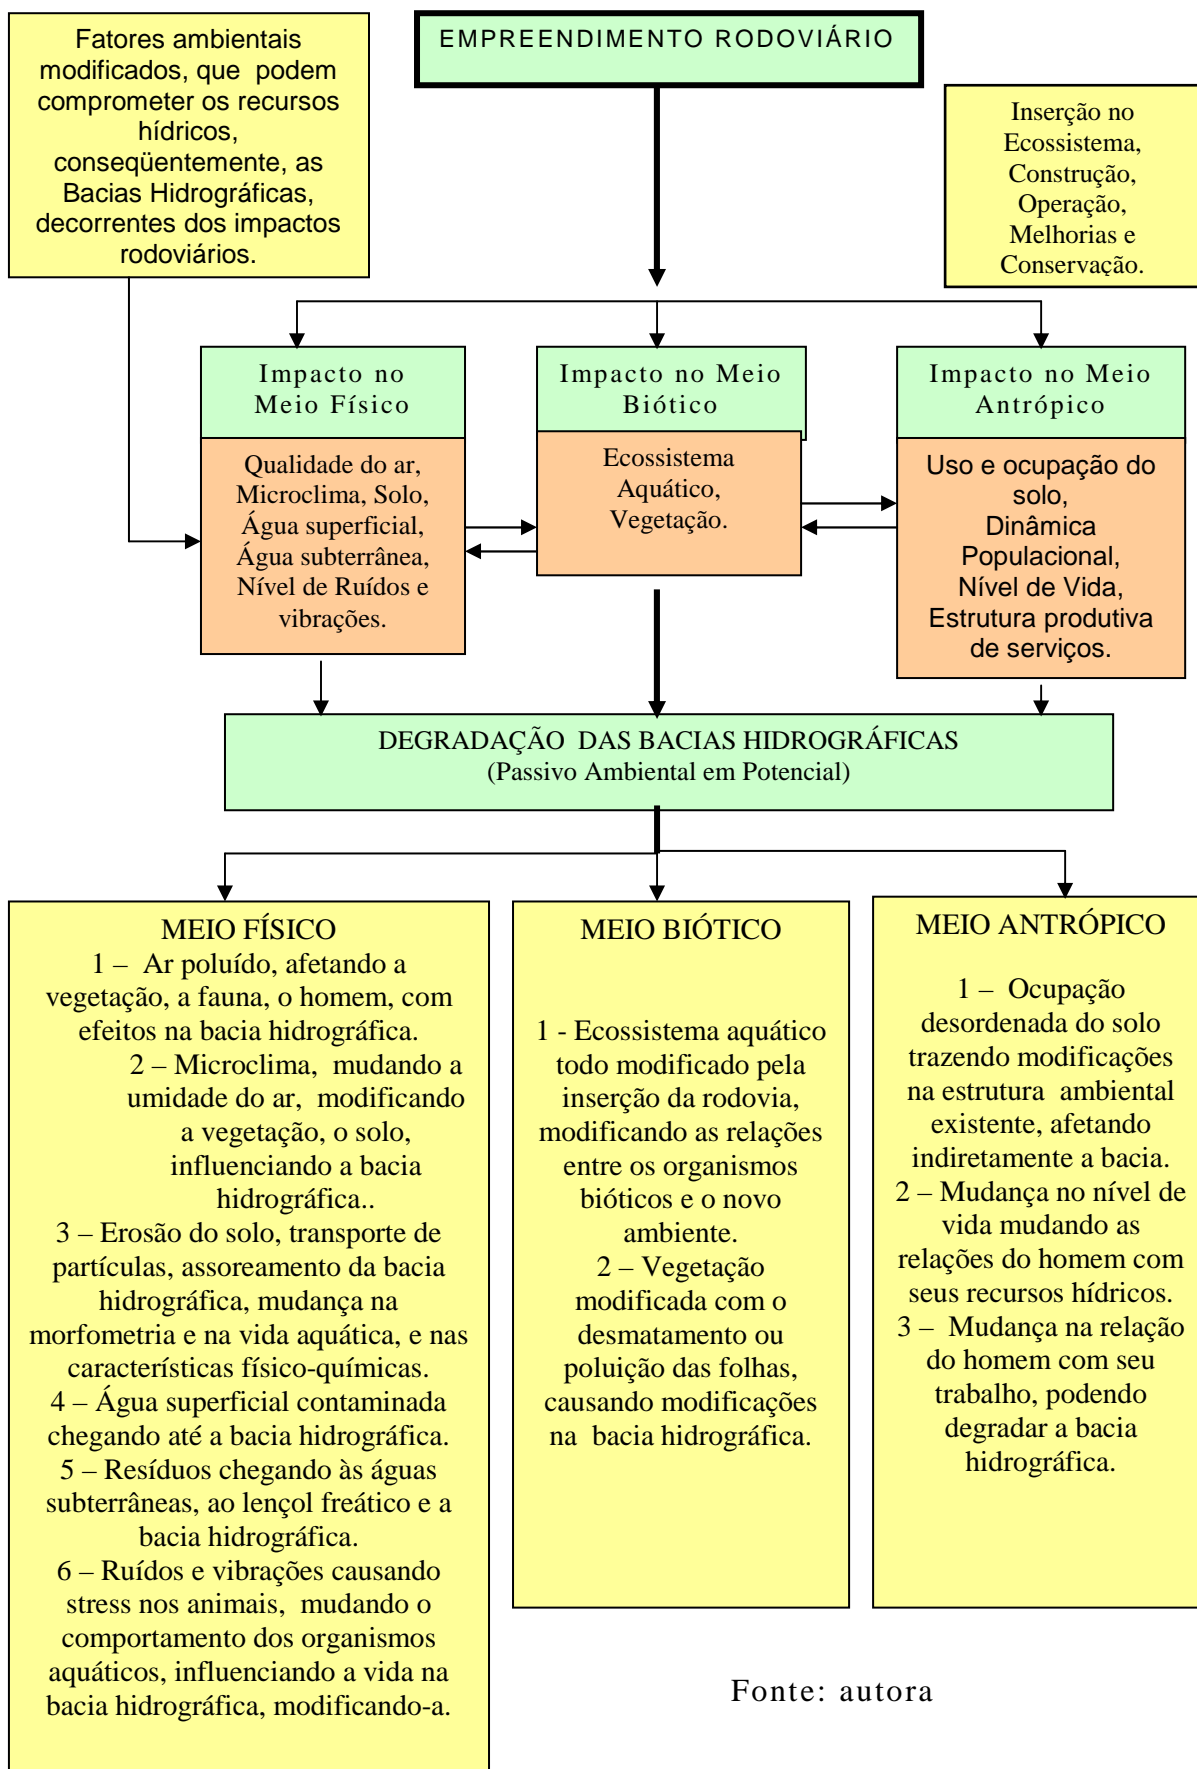 Fatores ambientais
modificados, que podem
comprometer os recursos
hídricos,
conseqüentemente, as
Bacias Hidrográficas,
decorrentes dos impactos
rodoviários.
EMPREENDIMENTO RODOVIÁRIO
Inserção no
Ecossistema,
Construção,
Operação,
Melhorias e
Conservação.
Impacto no
Meio Físico
Qualidade do ar,
Microclima, Solo,
Água superficial,
Água subterrânea,
Nível de Ruídos e
vibrações.
Impacto no Meio
Biótico
Ecossistema
Aquático,
Vegetação.
Impacto no Meio
Antrópico
Uso e ocupação do
solo,
Dinâmica
Populacional,
Nível de Vida,
Estrutura produtiva
de serviços.
DEGRADAÇÃO DAS BACIAS HIDROGRÁFICAS
(Passivo Ambiental em Potencial)
MEIO FÍSICO
1 – Ar poluído, afetando a
vegetação, a fauna, o homem, com
efeitos na bacia hidrográfica.
2 – Microclima, mudando a
umidade do ar, modificando
a vegetação, o solo,
influenciando a bacia
hidrográfica..
3 – Erosão do solo, transporte de
partículas, assoreamento da bacia
hidrográfica, mudança na
morfometria e na vida aquática, e nas
características físico-químicas.
4 – Água superficial contaminada
chegando até a bacia hidrográfica.
5 – Resíduos chegando às águas
subterrâneas, ao lençol freático e a
bacia hidrográfica.
6 – Ruídos e vibrações causando
stress nos animais, mudando o
comportamento dos organismos
aquáticos, influenciando a vida na
bacia hidrográfica, modificando-a.
MEIO BIÓTICO
1 - Ecossistema aquático
todo modificado pela
inserção da rodovia,
modificando as relações
entre os organismos
bióticos e o novo
ambiente.
2 – Vegetação
modificada com o
desmatamento ou
poluição das folhas,
causando modificações
na bacia hidrográfica.
MEIO ANTRÓPICO
1 – Ocupação
desordenada do solo
trazendo modificações
na estrutura ambiental
existente, afetando
indiretamente a bacia.
2 – Mudança no nível de
vida mudando as
relações do homem com
seus recursos hídricos.
3 – Mudança na relação
do homem com seu
trabalho, podendo
degradar a bacia
hidrográfica.
Fonte: autora